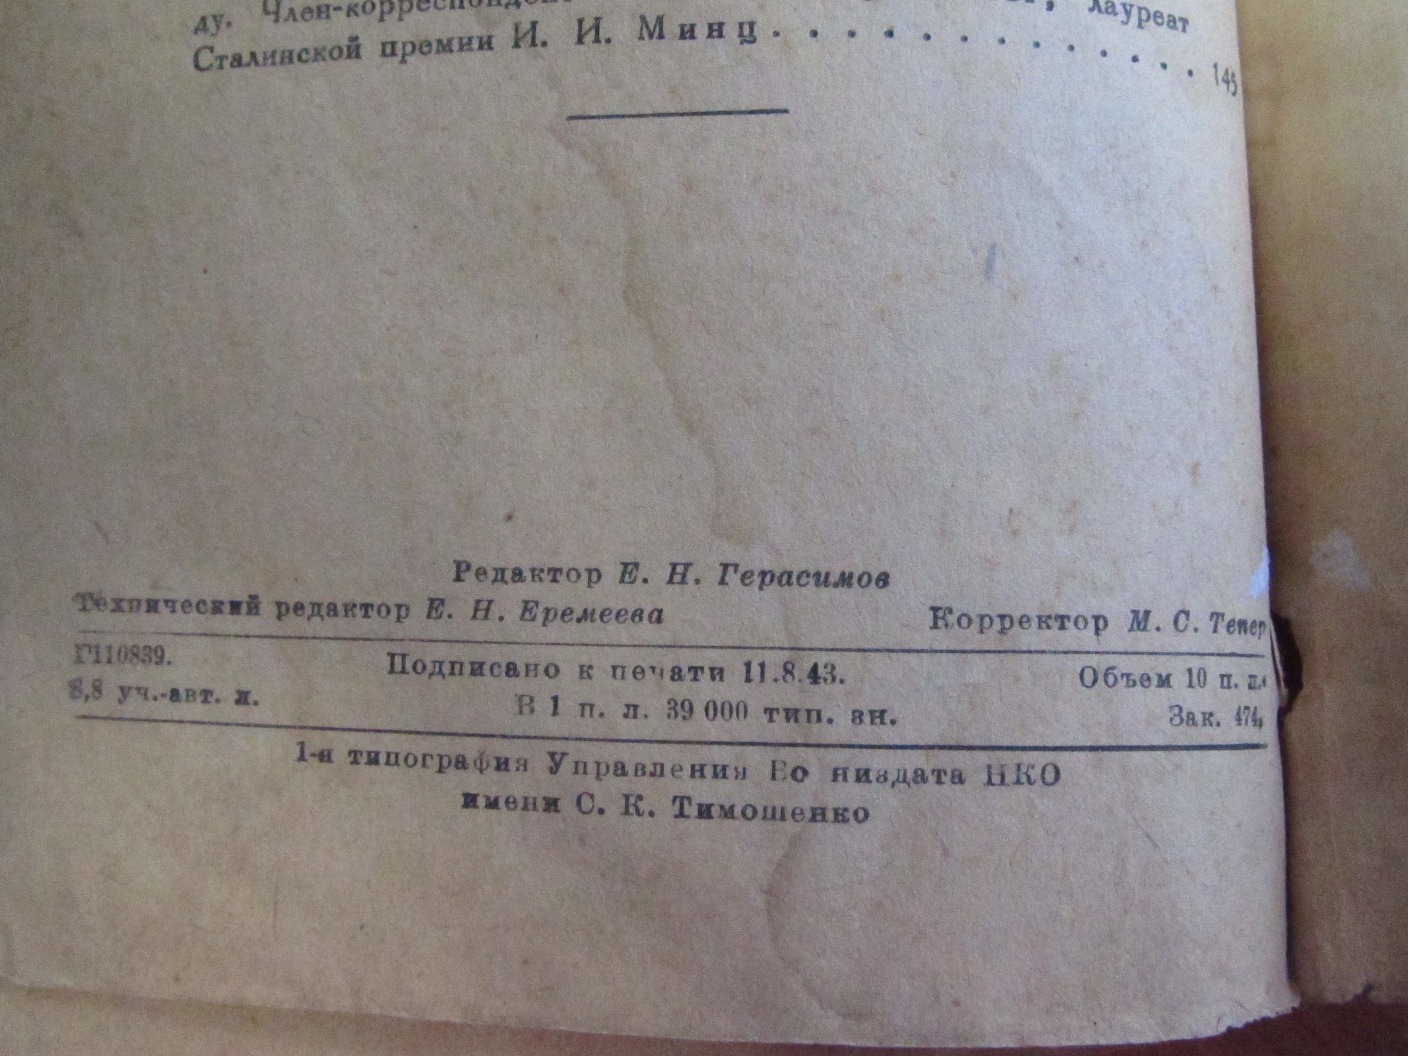 ду. Член-корреспондент лауреат
Сталинской премии И. И. Минц . . . . . . . . . . . . 145
Редактор Е. Н. Герасимов
Технический редактор Е. Н. Еремеева Корректор М. С. Тепер
Г110839. Подписано к печати 11.8.43. Объем 10 п. л.
8,8 уч.-авт. л. В 1 п. л. 39 000 тип. зн. Зак. 474,
1-я типография Управления Во низдата НКО
имени С. К. Тимошенко